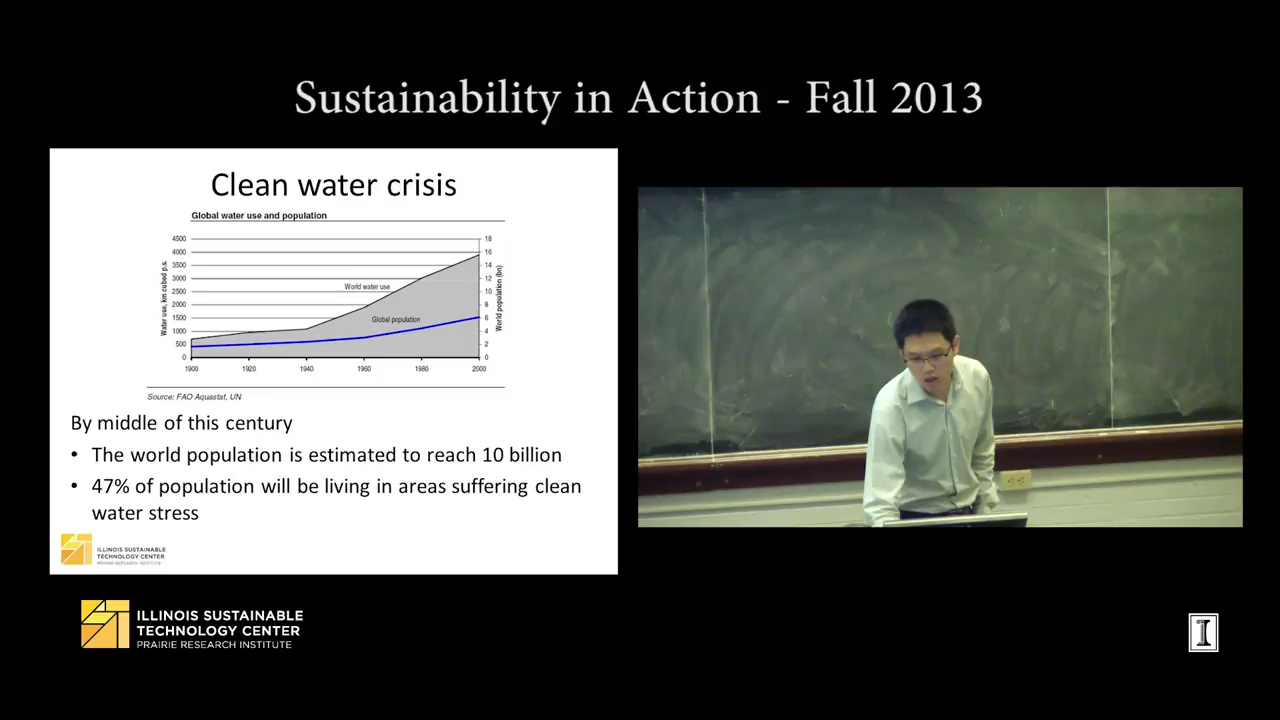 Sustainability in Action - Fall 2013
Clean water crisis
Global water use and population
4500
4000
3500
3000
2500
2000
1500
1000
500
0
Water use, km cubed p.s.
World water use
Global population
18
16
14
12
10
8
6
4
2
0
World population (bn)
1900 1920 1940 1960 1980 2000
Source: FAO Aquastat, UN
By middle of this century
• The world population is estimated to reach 10 billion
• 47% of population will be living in areas suffering clean
water stress
ILLINOIS SUSTAINABLE
TECHNOLOGY CENTER
PRAIRIE RESEARCH INSTITUTE
ILLINOIS SUSTAINABLE
TECHNOLOGY CENTER
PRAIRIE RESEARCH INSTITUTE
I